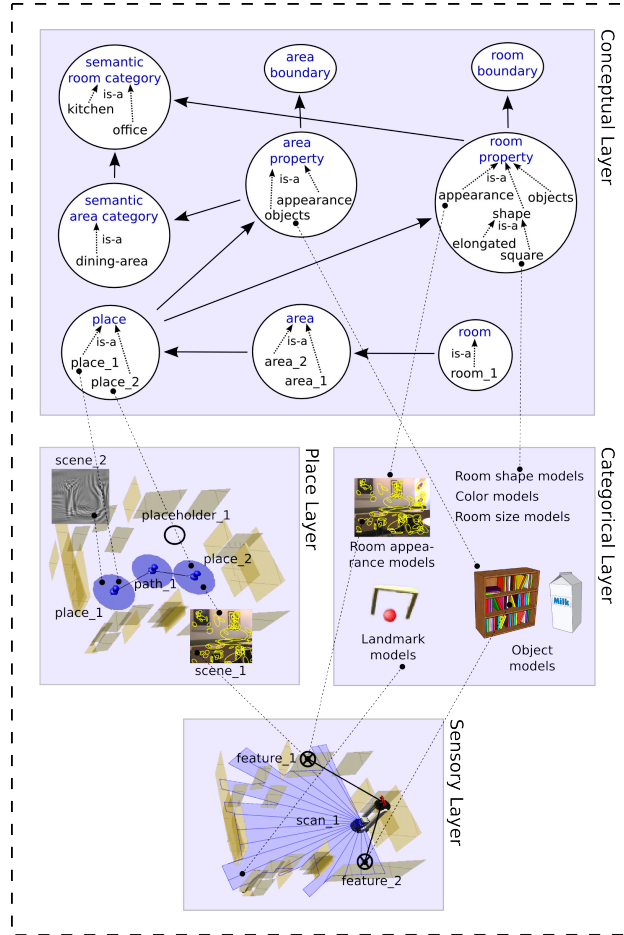 Conceptual Layer
semantic
room category
is-a
kitchen
office
area
boundary
room
boundary
area
property
is-a
appearance
objects
room
property
is-a
appearance
objects
shape
is-a
elongated
square
semantic
area category
is-a
dining-area
place
is-a
place_1
place_2
area
is-a
area_2
area_1
room
is-a
room_1
Place Layer
scene_2
placeholder_1
place_2
path_1
place_1
scene_1
Categorical Layer
Room shape models
Color models
Room size models
Room appea-
rance models
Landmark
models
Milk
Object
models
Sensory Layer
feature_1
scan_1
feature_2